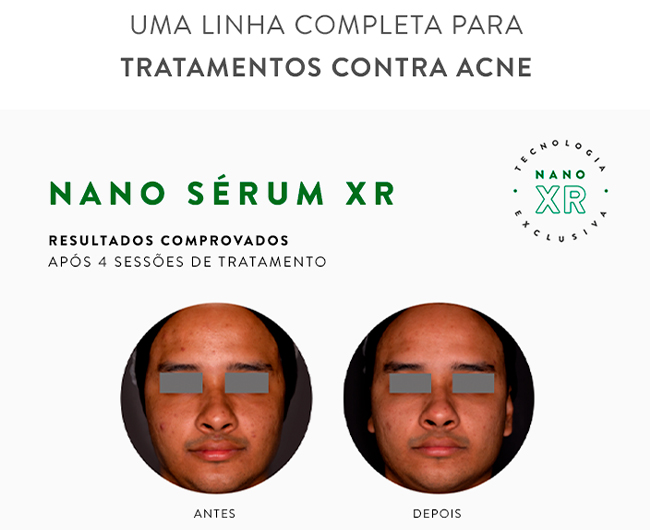 UMA LINHA COMPLETA PARA
TRATAMENTOS CONTRA ACNE
TECNOLOGIA
NANO
XR
EXCLUSIVA
NANO SÉRUM XR
RESULTADOS COMPROVADOS
APÓS 4 SESSÕES DE TRATAMENTO
ANTES
DEPOIS